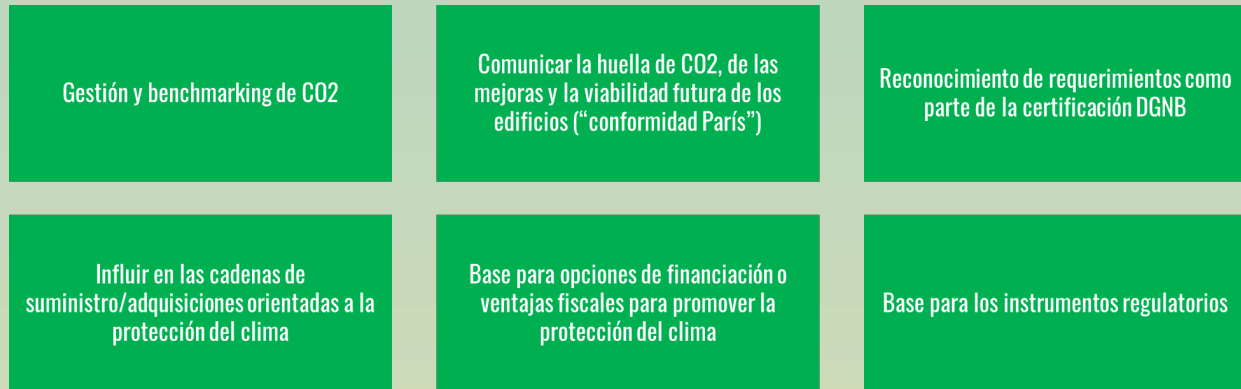 Gestión y benchmarking de CO2
Comunicar la huella de CO2, de las
mejoras y la viabilidad futura de los
edificios (“conformidad París”)
Reconocimiento de requerimientos como
parte de la certificación DGNB
Influir en las cadenas de
suministro/adquisiciones orientadas a la
protección del clima
Base para opciones de financiación o
ventajas fiscales para promover la
protección del clima
Base para los instrumentos regulatorios